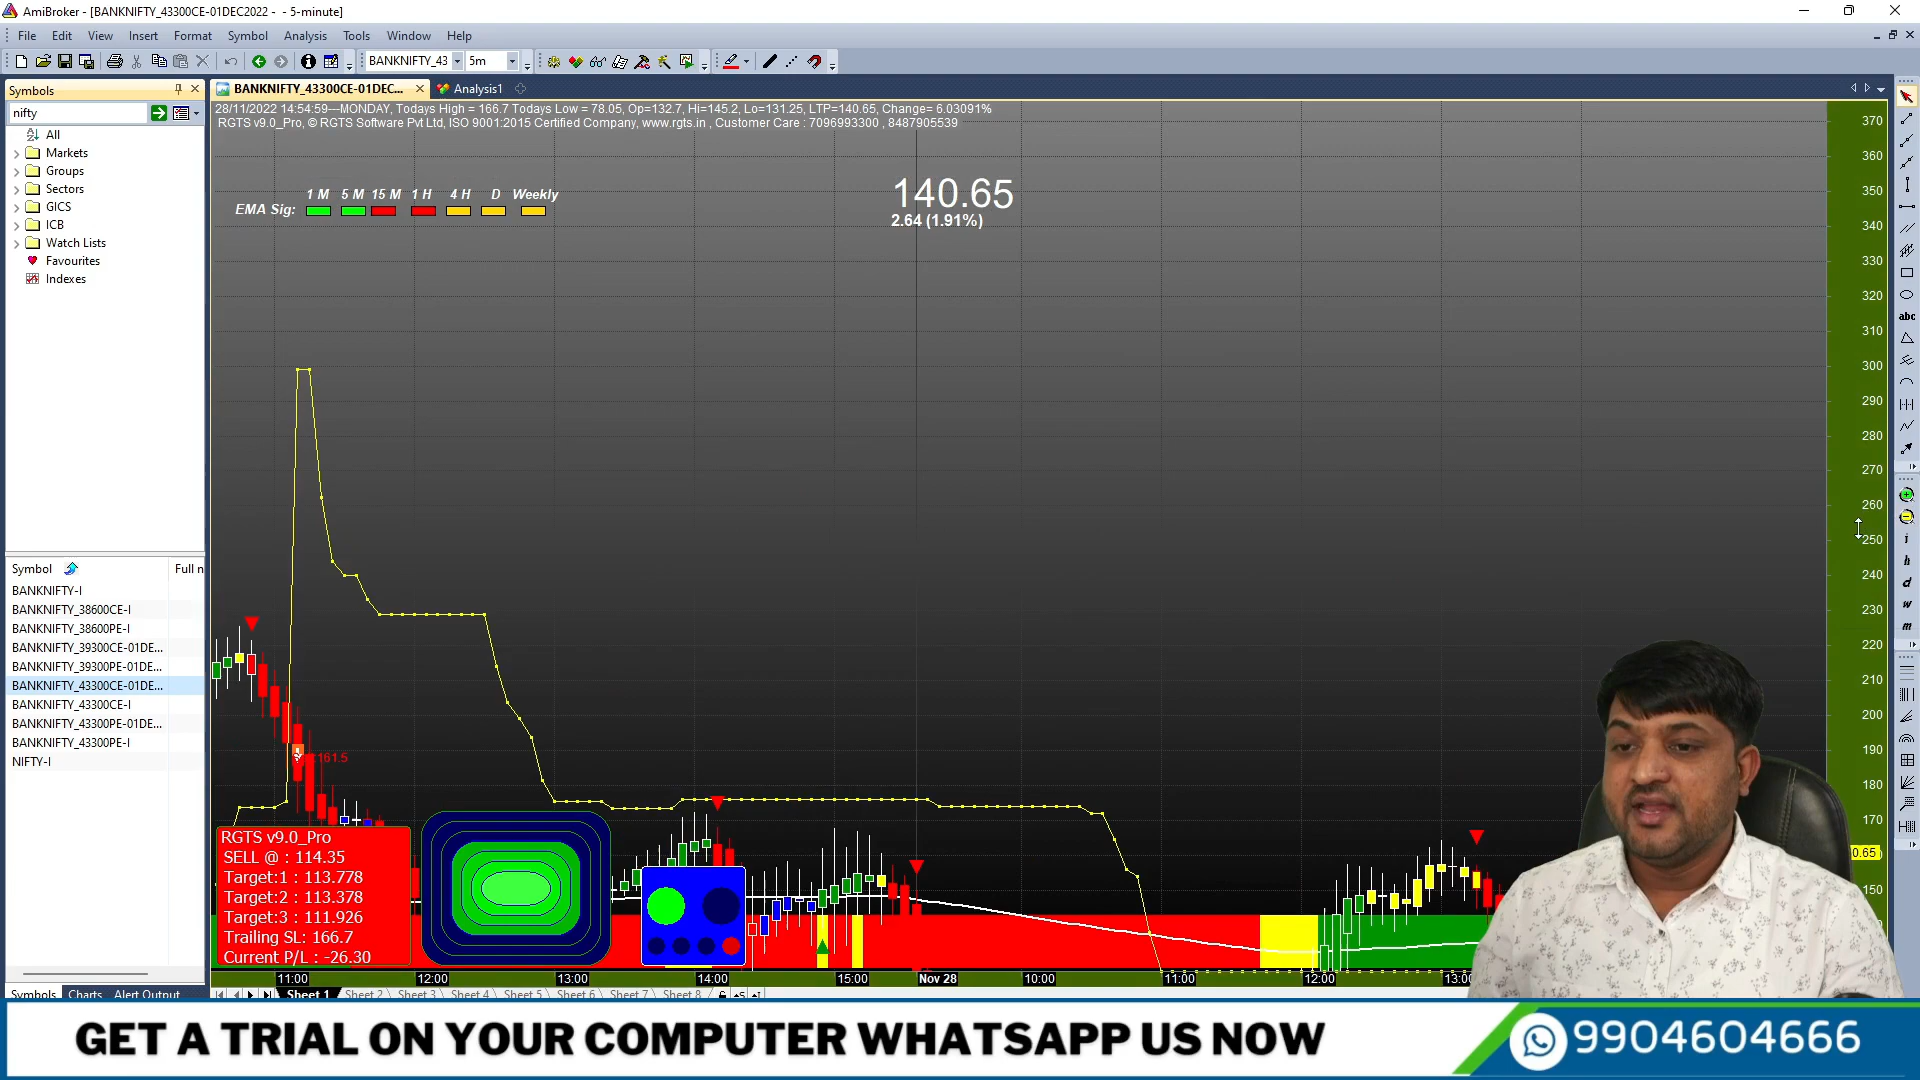 AmiBroker - [BANKNIFTY_43300CE-01DEC2022 - - 5-minute]
File Edit View Insert Format Symbol Analysis Tools Window Help
BANKNIFTY_43 5m
Symbols
BANKNIFTY_43300CE-01DEC... Analysis1
nifty
28/11/2022 14:54:59---MONDAY, Todays High = 166.7 Todays Low = 78.05, Op=132.7, Hi=145.2, Lo=131.25, LTP=140.65, Change= 6.03091%
RGTS v9.0_Pro, © RGTS Software Pvt Ltd, ISO 9001:2015 Certified Company, www.rgts.in , Customer Care : 7096993300 , 8487905539
All
Markets
Groups
Sectors
GICS
ICB
Watch Lists
Favourites
Indexes
1 M 5 M 15 M 1 H 4 H D Weekly
EMA Sig:
140.65
2.64 (1.91%)
370
360
350
340
330
320
310
300
290
280
270
260
250
240
230
220
210
200
190
180
170
0.65
150
abc
i
h
d
w
m
Symbol Full n
BANKNIFTY-I
BANKNIFTY_38600CE-I
BANKNIFTY_38600PE-I
BANKNIFTY_39300CE-01DE...
BANKNIFTY_39300PE-01DE...
BANKNIFTY_43300CE-01DE...
BANKNIFTY_43300CE-I
BANKNIFTY_43300PE-01DE...
BANKNIFTY_43300PE-I
NIFTY-I
161.5
RGTS v9.0_Pro
SELL @ : 114.35
Target:1 : 113.778
Target:2 : 113.378
Target:3 : 111.926
Trailing SL: 166.7
Current P/L : -26.30
11:00 12:00 13:00 14:00 15:00 Nov 28 10:00 11:00 12:00 13:0
Symbols Charts Alert Output
Sheet 1 Sheet 2 Sheet 3 Sheet 4 Sheet 5 Sheet 6 Sheet 7 Sheet 8
GET A TRIAL ON YOUR COMPUTER WHATSAPP US NOW
9904604666